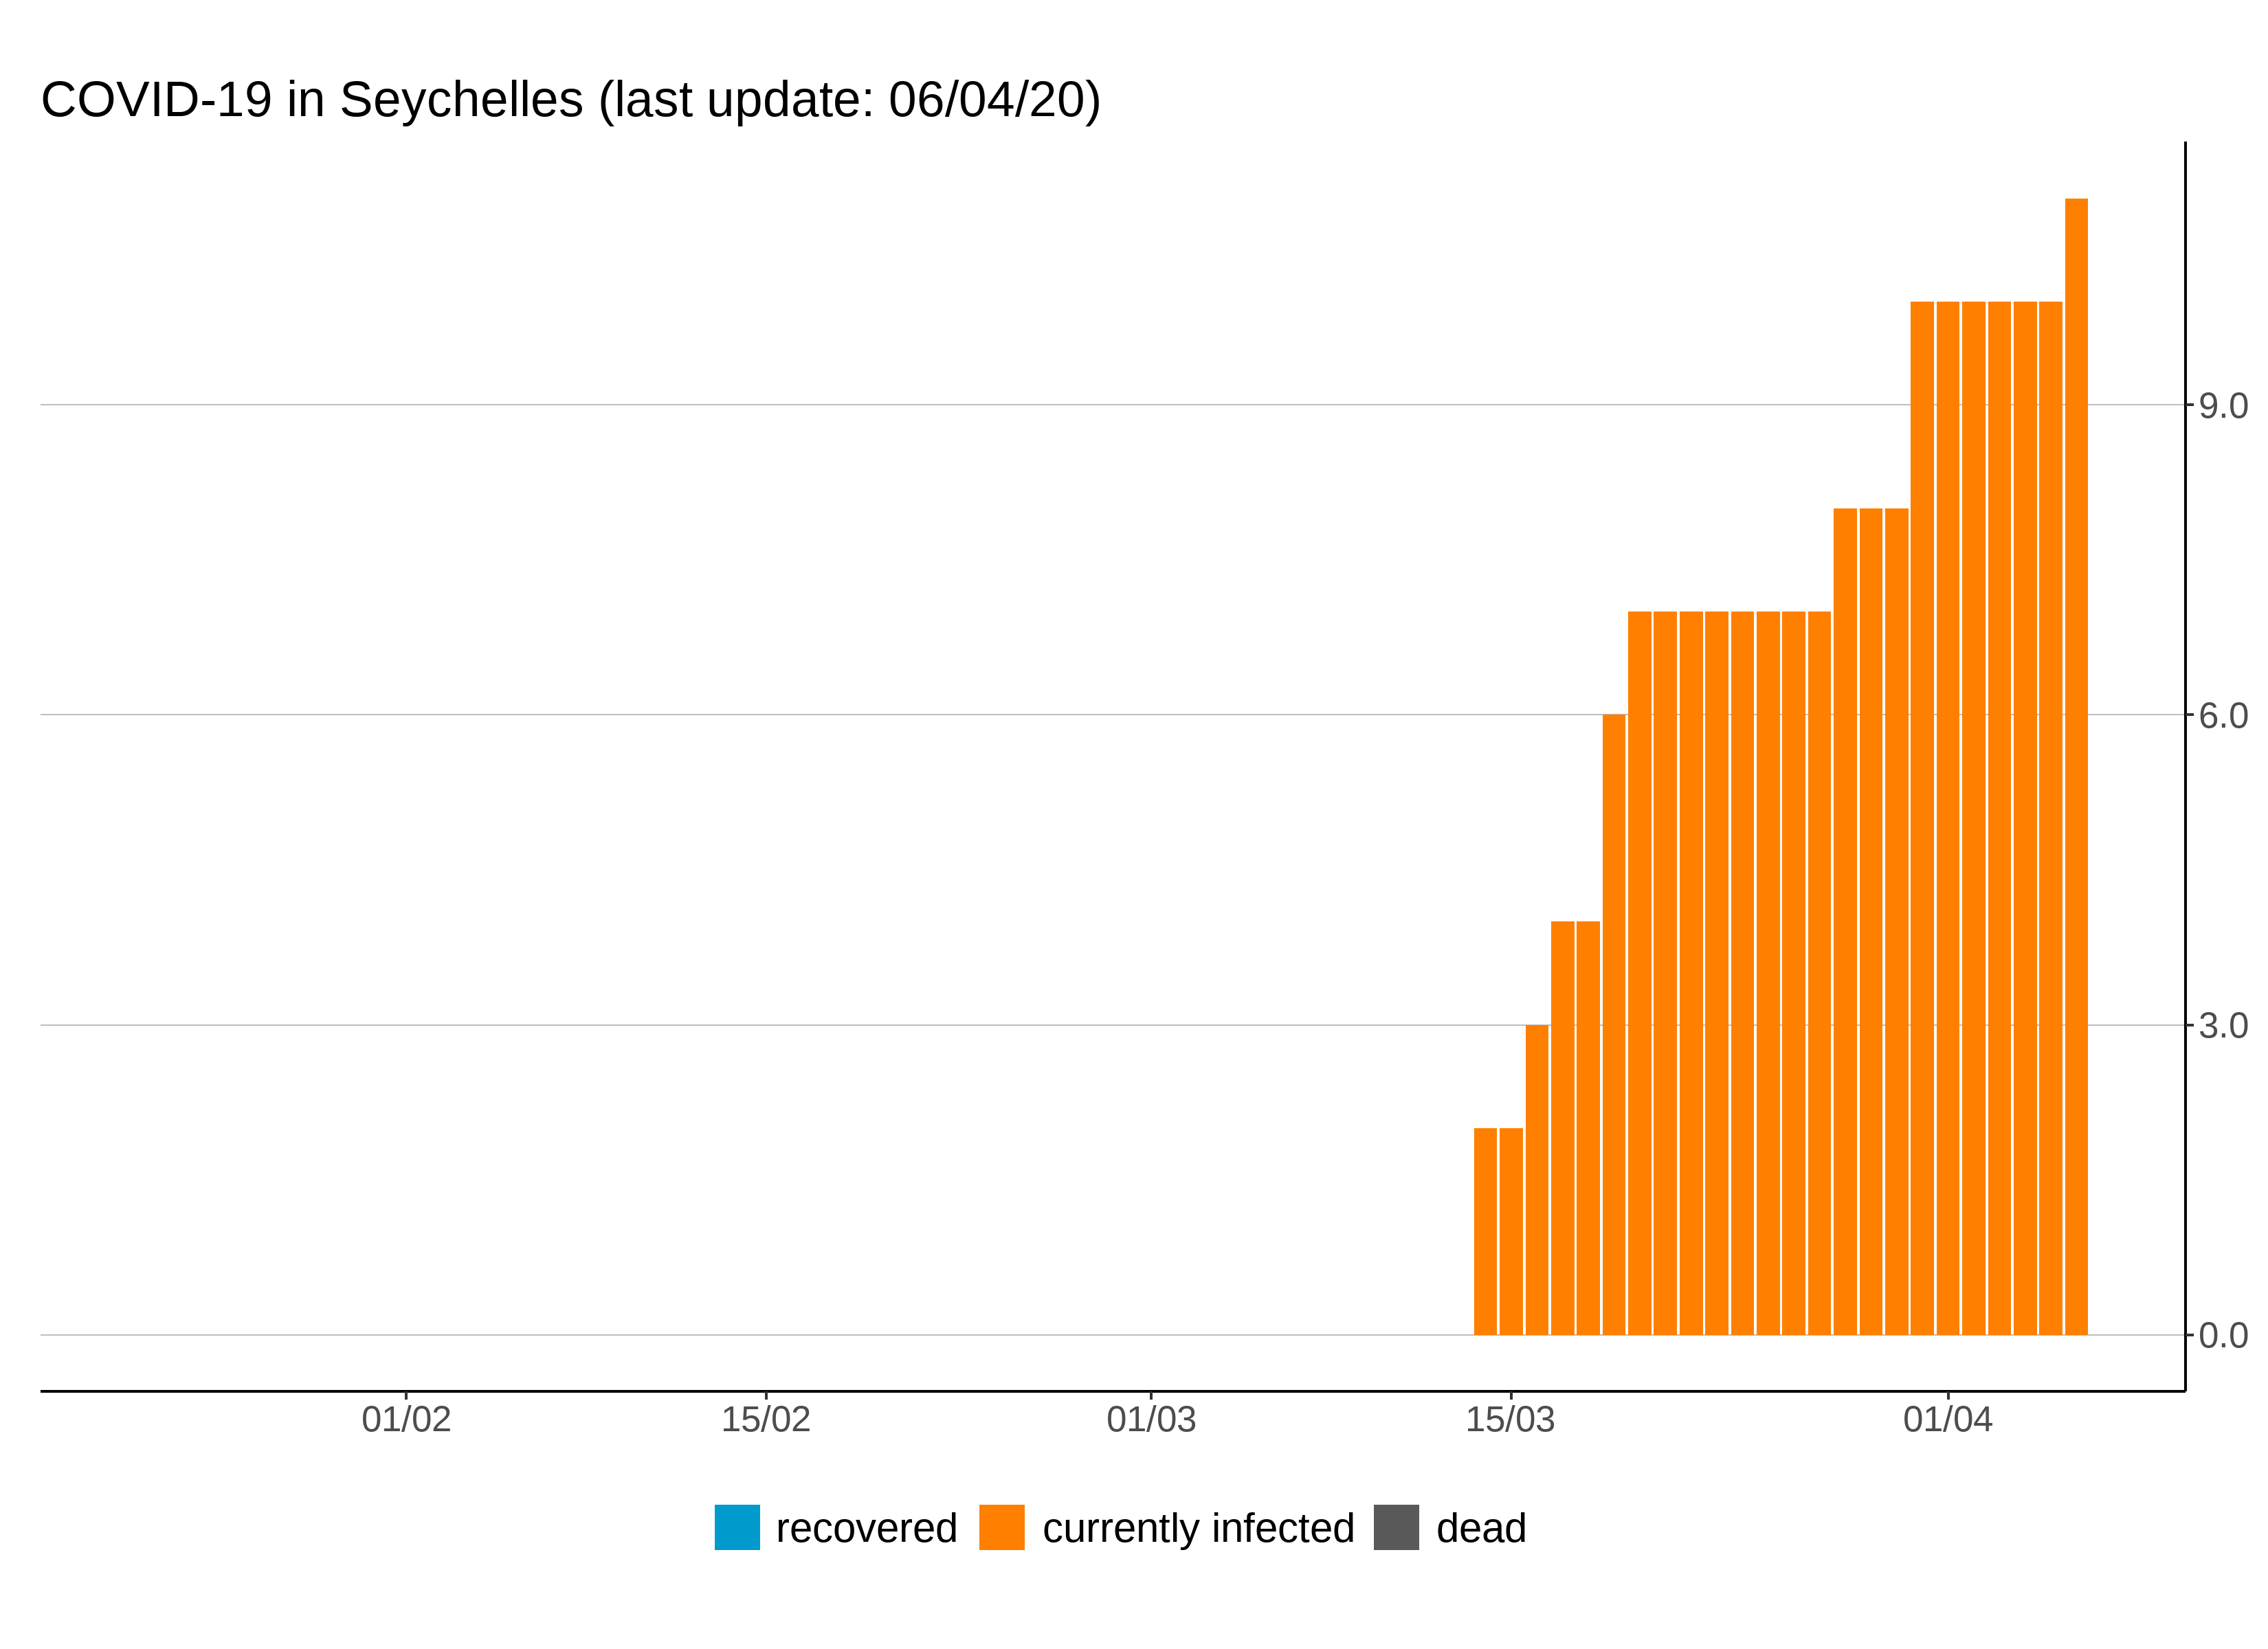 COVID-19 in Seychelles (last update: 06/04/20)
9.0
6.0
3.0
0.0
01/02 15/02 01/03 15/03 01/04
recovered currently infected dead